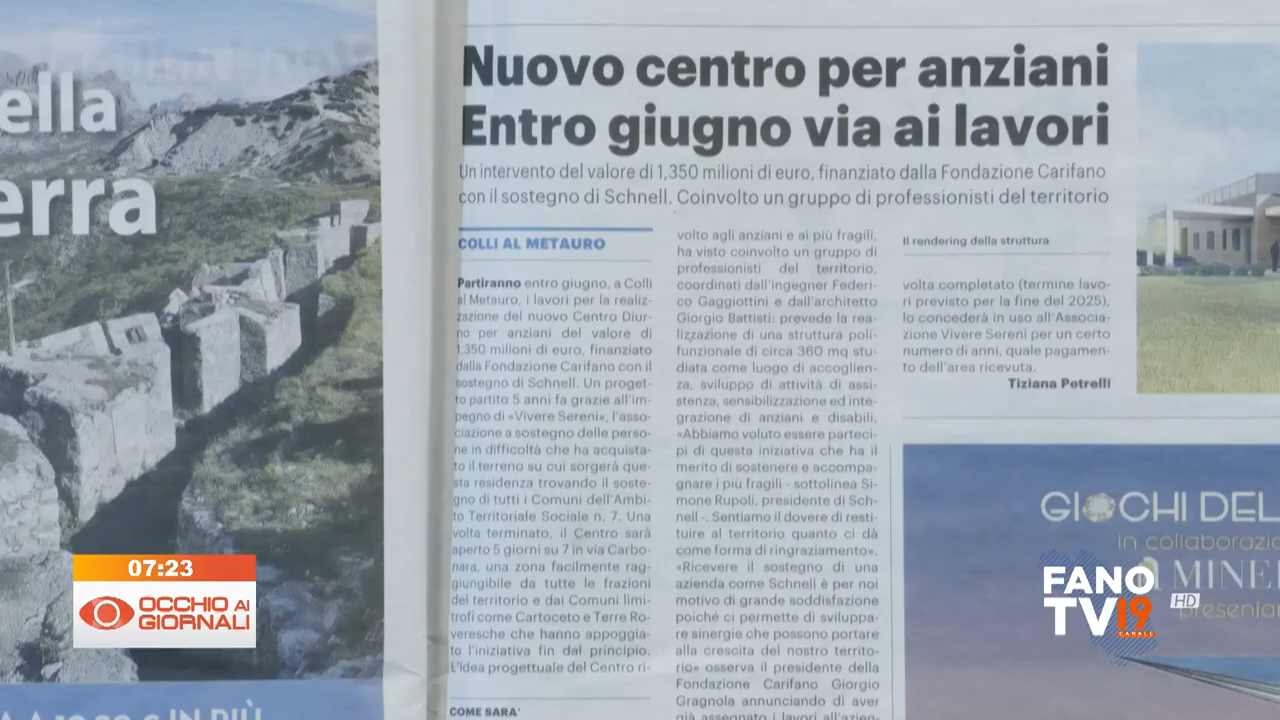 ella
erra
Nuovo centro per anziani
Entro giugno via ai lavori
Un intervento del valore di 1,350 milioni di euro, finanziato dalla Fondazione Carifano
con il sostegno di Schnell. Coinvolto un gruppo di professionisti del territorio
COLLI AL METAURO
Partiranno entro giugno, a Colli
al Metauro, i lavori per la realiz-
zazione del nuovo Centro Diur-
no per anziani del valore di
1,350 milioni di euro, finanziato
dalla Fondazione Carifano con il
sostegno di Schnell. Un proget-
to partito 5 anni fa grazie all'im-
pegno di «Vivere Sereni», l'asso-
ciazione a sostegno delle perso-
ne in difficoltà che ha acquista-
to il terreno su cui sorgerà que-
sta residenza trovando il soste-
gno di tutti i Comuni dell'Ambi-
to Territoriale Sociale n. 7. Una
volta terminato, il Centro sarà
aperto 5 giorni su 7 in via Carbo-
nara, una zona facilmente rag-
giungibile da tutte le frazioni
del territorio e dai Comuni limi-
trofi come Cartoceto e Terre Ro-
veresche che hanno appoggia-
to l'iniziativa fin dal principio.
L'idea progettuale del Centro ri-
COME SARA'
volto agli anziani e ai più fragili,
ha visto coinvolto un gruppo di
professionisti del territorio,
coordinati dall'ingegner Federi-
co Gaggiottini e dall'architetto
Giorgio Battisti: prevede la rea-
lizzazione di una struttura poli-
funzionale di circa 360 mq stu-
diata come luogo di accoglien-
za, sviluppo di attività di assi-
stenza, sensibilizzazione ed inte-
grazione di anziani e disabili.
«Abbiamo voluto essere parteci-
pi di questa iniziativa che ha il
merito di sostenere e accompa-
gnare i più fragili - sottolinea Si-
mone Rupoli, presidente di Sch-
nell -. Sentiamo il dovere di resti-
tuire al territorio quanto ci dà
come forma di ringraziamento».
«Ricevere il sostegno di una
azienda come Schnell è per noi
motivo di grande soddisfazione
poiché ci permette di sviluppa-
re sinergie che possono portare
alla crescita del nostro territo-
rio» osserva il presidente della
Fondazione Carifano Giorgio
Gragnola annunciando di aver
già assegnato i lavori all'azien-
Il rendering della struttura
volta completato (termine lavo-
ri previsto per la fine del 2025),
lo concederà in uso all'Associa-
zione Vivere Sereni per un certo
numero di anni, quale pagamen-
to dell'area ricevuta.
Tiziana Petrelli
GIOCHI DEL
in collaborazio
MINE
presenta
07:23
OCCHIO AI
GIORNALI
FANO
TV19
CANALE
HD
IN PIÙ